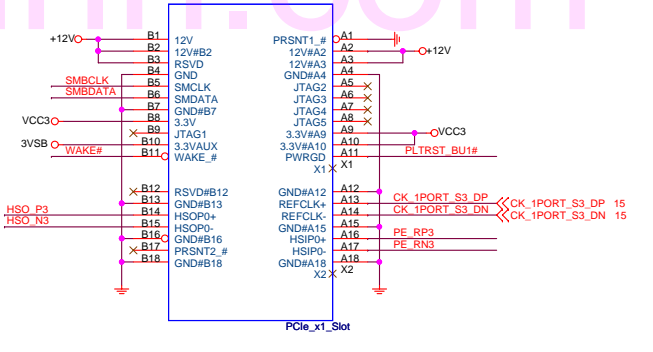 +12V B1 12V PRSNT1_# A1
B2 12V#B2 12V#A2 A2 +12V
B3 RSVD 12V#A3 A3
B4 GND GND#A4 A4
SMBCLK B5 SMCLK JTAG2 A5
SMBDATA B6 SMDATA JTAG3 A6
B7 GND#B7 JTAG4 A7
VCC3 B8 3.3V JTAG5 A8
B9 JTAG1 3.3V#A9 A9 VCC3
3VSB B10 3.3VAUX 3.3V#A10 A10
WAKE# B11 WAKE_# PWRGD A11 PLTRST_BU1#
X1 X1
B12 RSVD#B12 GND#A12 A12
B13 GND#B13 REFCLK+ A13 CK_1PORT_S3_DP CK_1PORT_S3_DP 15
HSO_P3 B14 HSOP0+ REFCLK- A14 CK_1PORT_S3_DN CK_1PORT_S3_DN 15
HSO_N3 B15 HSOP0- GND#A15 A15
B16 GND#B16 HSIP0+ A16 PE_RP3
B17 PRSNT2_# HSIP0- A17 PE_RN3
B18 GND#B18 GND#A18 A18
X2 X2
PCIe_x1_Slot